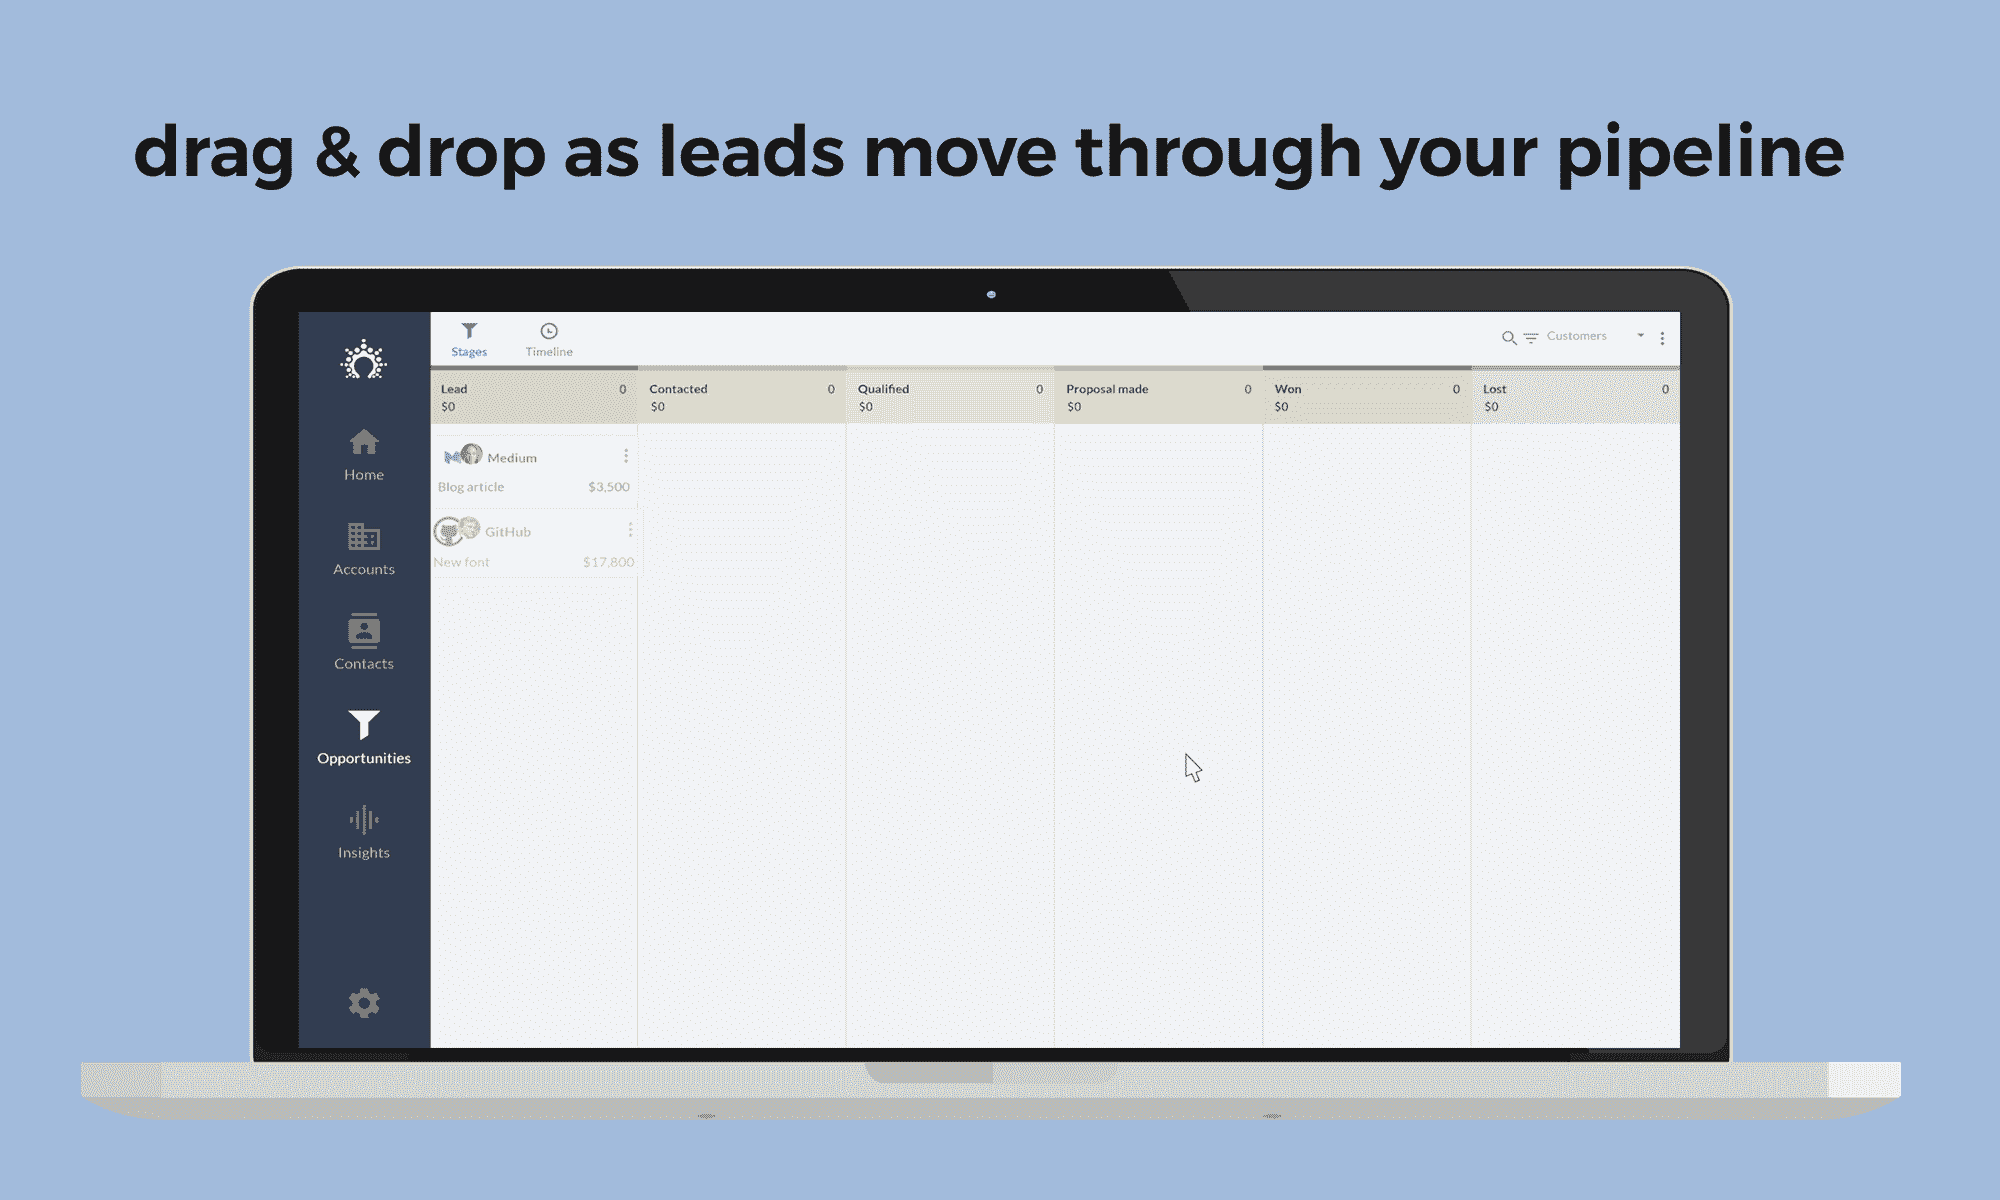 drag & drop as leads move through your pipeline
Stages
Timeline
Customers
Lead 0
$0
Contacted 0
$0
Qualified 0
$0
Proposal made 0
$0
Won 0
$0
Lost 0
$0
Medium
Blog article $3,500
GitHub
New font $17,800
Home
Accounts
Contacts
Opportunities
Insights